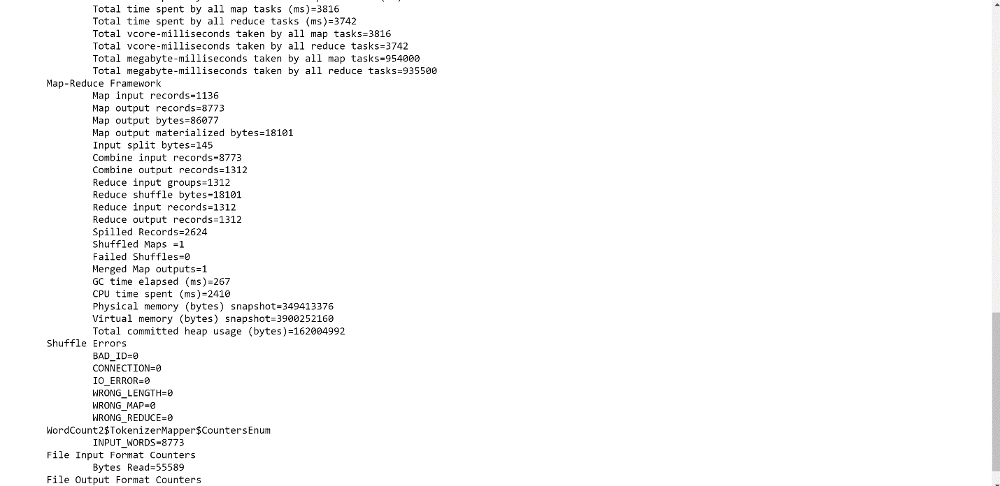 Total time spent by all map tasks (ms)=3816
Total time spent by all reduce tasks (ms)=3742
Total vcore-milliseconds taken by all map tasks=3816
Total vcore-milliseconds taken by all reduce tasks=3742
Total megabyte-milliseconds taken by all map tasks=954000
Total megabyte-milliseconds taken by all reduce tasks=935500
Map-Reduce Framework
Map input records=1136
Map output records=8773
Map output bytes=86077
Map output materialized bytes=18101
Input split bytes=145
Combine input records=8773
Combine output records=1312
Reduce input groups=1312
Reduce shuffle bytes=18101
Reduce input records=1312
Reduce output records=1312
Spilled Records=2624
Shuffled Maps =1
Failed Shuffles=0
Merged Map outputs=1
GC time elapsed (ms)=267
CPU time spent (ms)=2410
Physical memory (bytes) snapshot=349413376
Virtual memory (bytes) snapshot=3900252160
Total committed heap usage (bytes)=162004992
Shuffle Errors
BAD_ID=0
CONNECTION=0
IO_ERROR=0
WRONG_LENGTH=0
WRONG_MAP=0
WRONG_REDUCE=0
WordCount2$TokenizerMapper$CountersEnum
INPUT_WORDS=8773
File Input Format Counters
Bytes Read=55589
File Output Format Counters